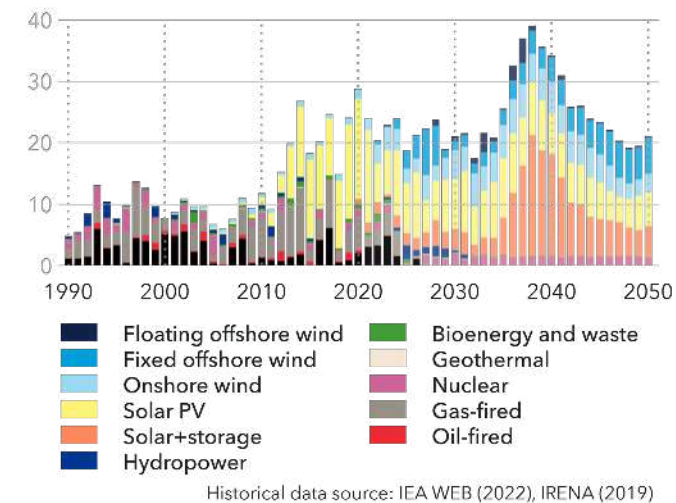 40
30
20
10
0
1990 2000 2010 2020 2030 2040 2050
Floating offshore wind
Fixed offshore wind
Onshore wind
Solar PV
Solar+storage
Hydropower
Bioenergy and waste
Geothermal
Nuclear
Gas-fired
Oil-fired
Historical data source: IEA WEB (2022), IRENA (2019)